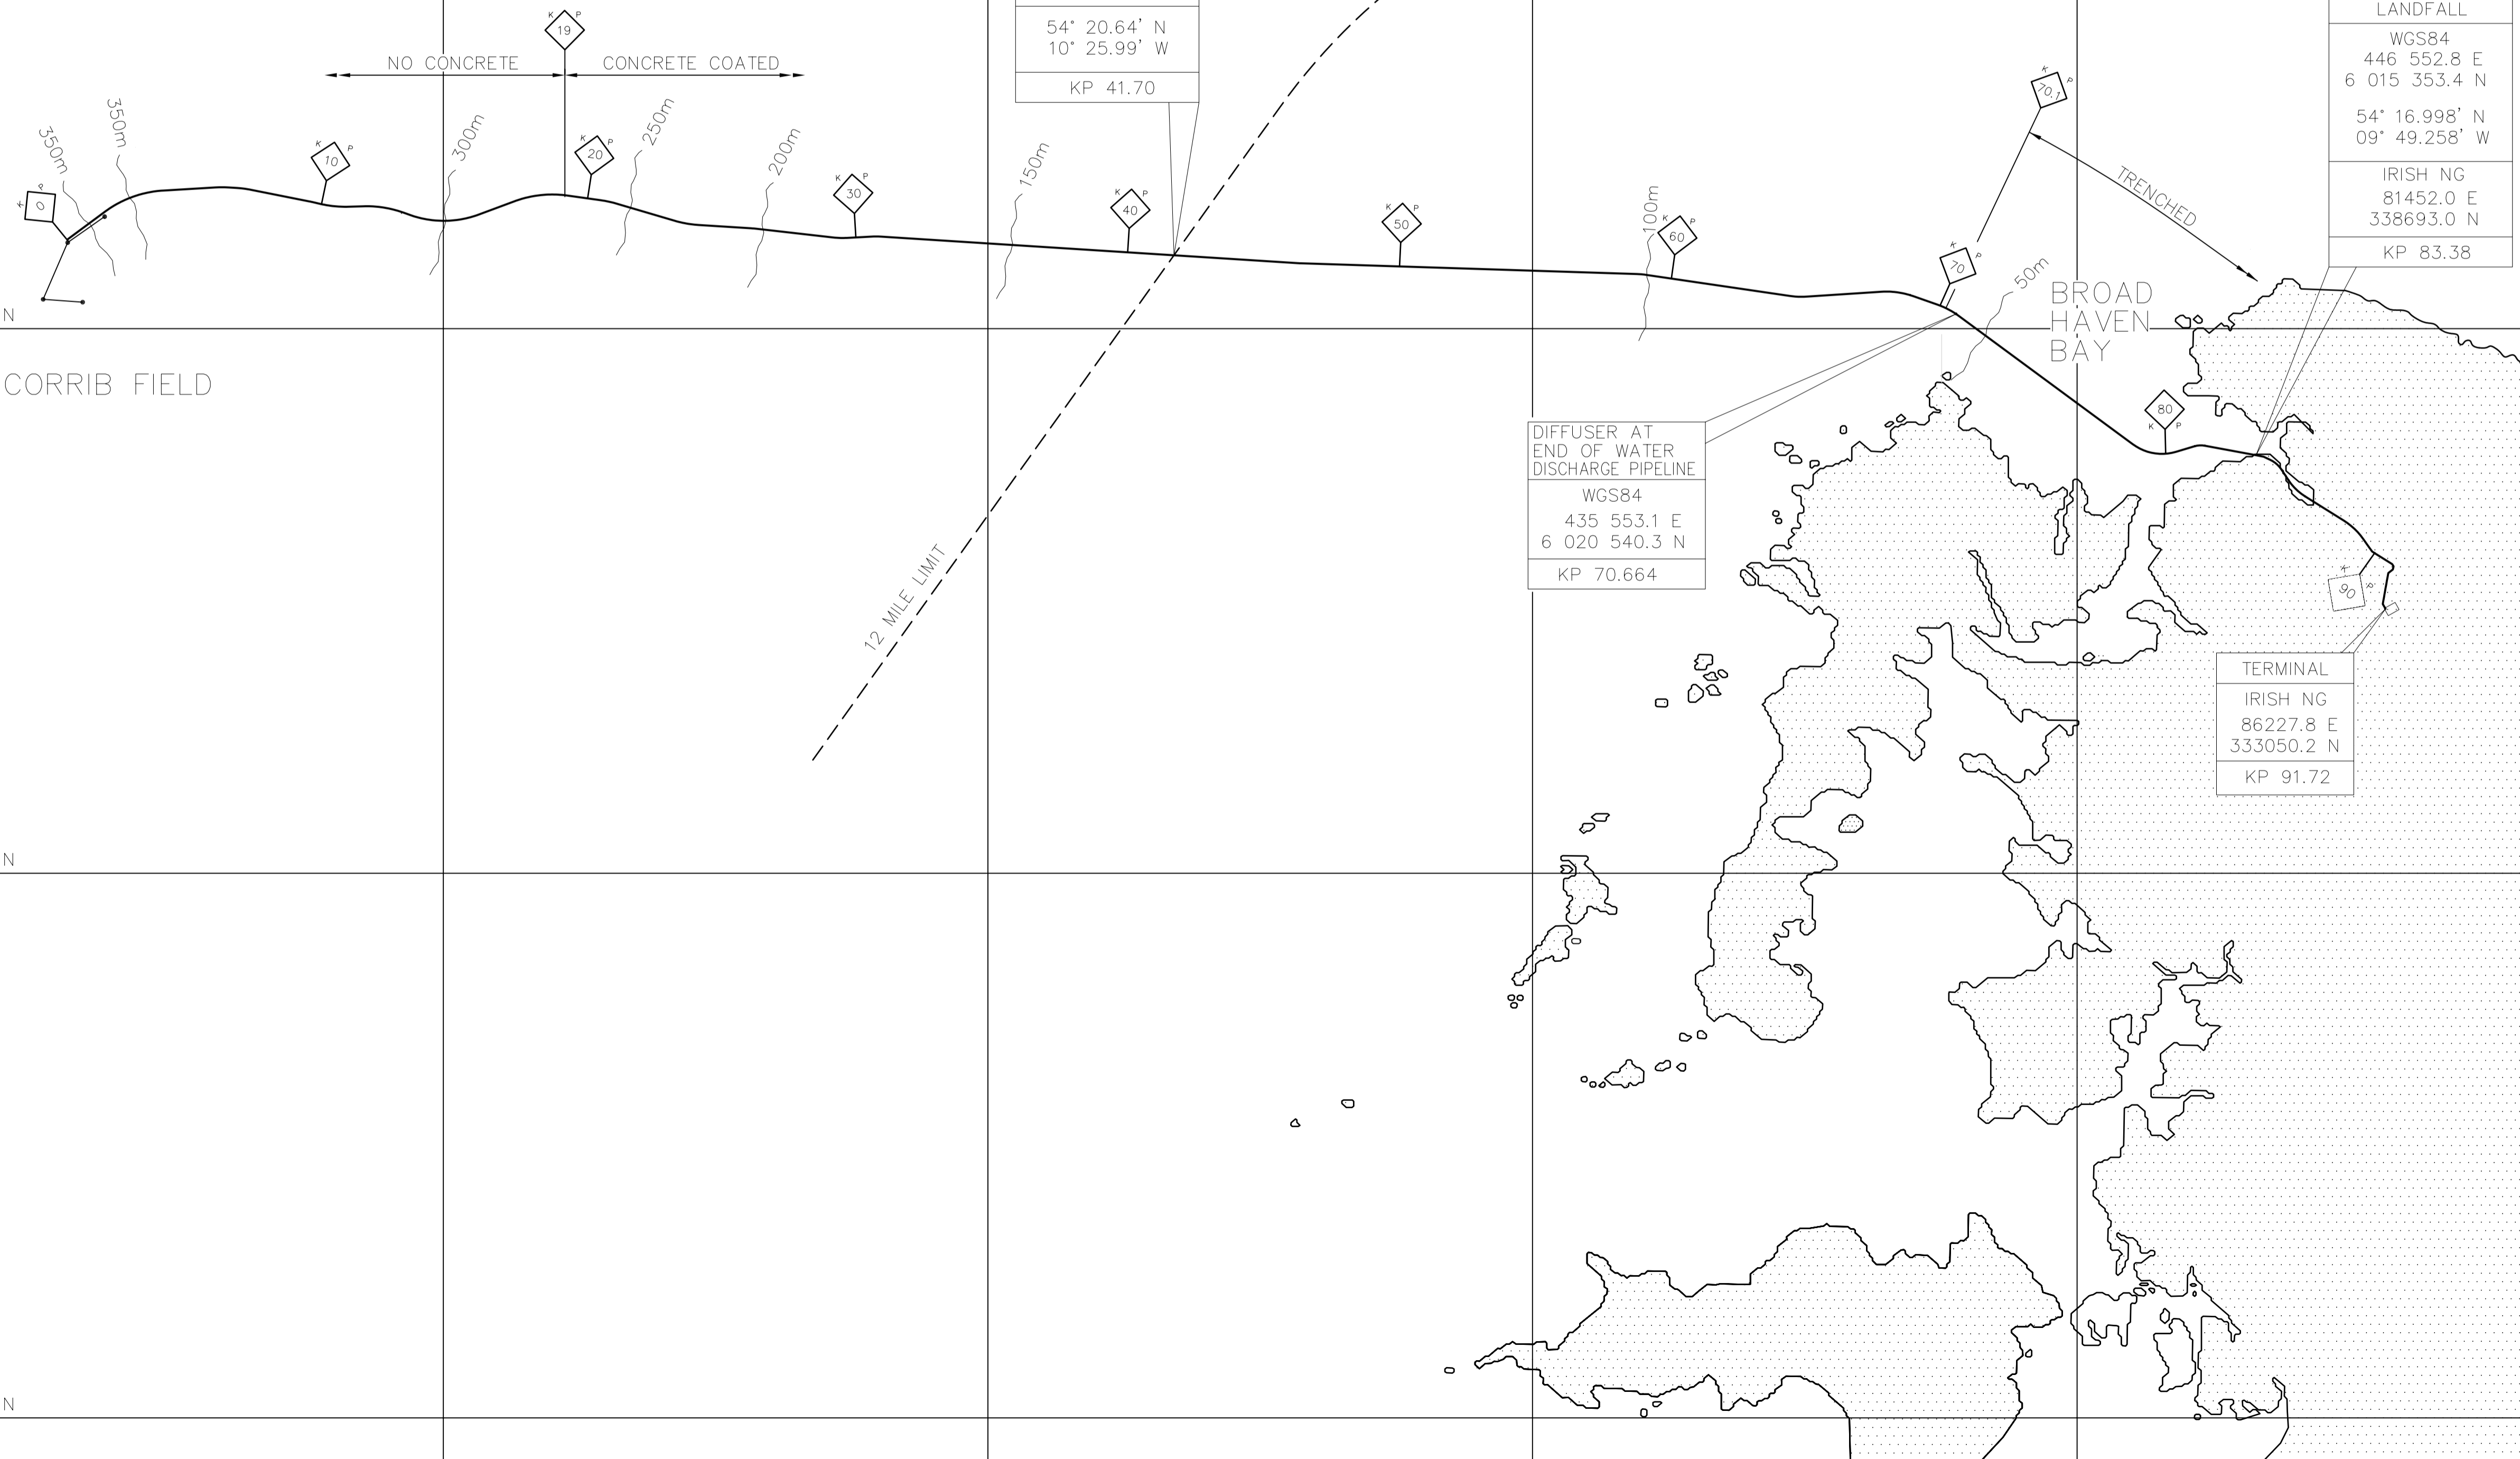 K P
19
NO CONCRETE
CONCRETE COATED
54° 20.64' N
10° 25.99' W
KP 41.70
LANDFALL
WGS84
446 552.8 E
6 015 353.4 N
54° 16.998' N
09° 49.258' W
IRISH NG
81452.0 E
338693.0 N
KP 83.38
K P
70.1
TRENCHED
350m
350m
300m
250m
200m
150m
100m
50m
K P
0
K P
10
K P
20
K P
30
K P
40
K P
50
K P
60
K P
70
BROAD
HAVEN
BAY
N
CORRIB FIELD
80
K P
DIFFUSER AT
END OF WATER
DISCHARGE PIPELINE
WGS84
435 553.1 E
6 020 540.3 N
KP 70.664
12 MILE LIMIT
K P
90
TERMINAL
IRISH NG
86227.8 E
333050.2 N
KP 91.72
N
N